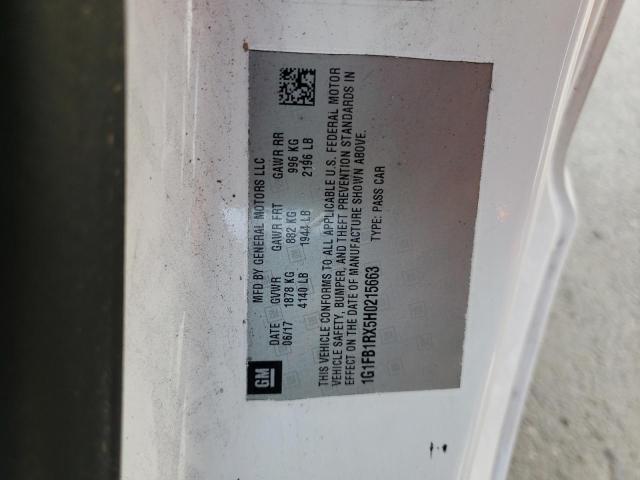 GM
MFD BY GENERAL MOTORS LLC
DATE GVWR GAWR FRT GAWR RR
06/17 1878 KG 882 KG 996 KG
4140 LB 1944 LB 2196 LB
THIS VEHICLE CONFORMS TO ALL APPLICABLE U.S. FEDERAL MOTOR
VEHICLE SAFETY, BUMPER, AND THEFT PREVENTION STANDARDS IN
EFFECT ON THE DATE OF MANUFACTURE SHOWN ABOVE.
1G1FB1RX5H0215663 TYPE: PASS CAR